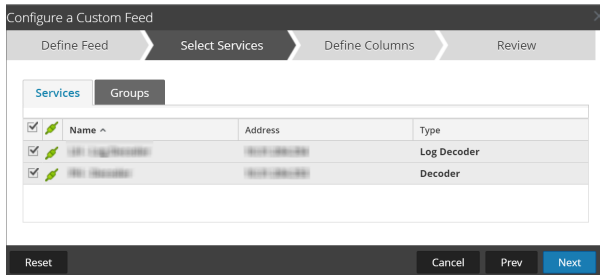 Configure a Custom Feed
Define Feed Select Services Define Columns Review
Services Groups
Name Address Type
Log Decoder
Decoder
Reset Cancel Prev Next